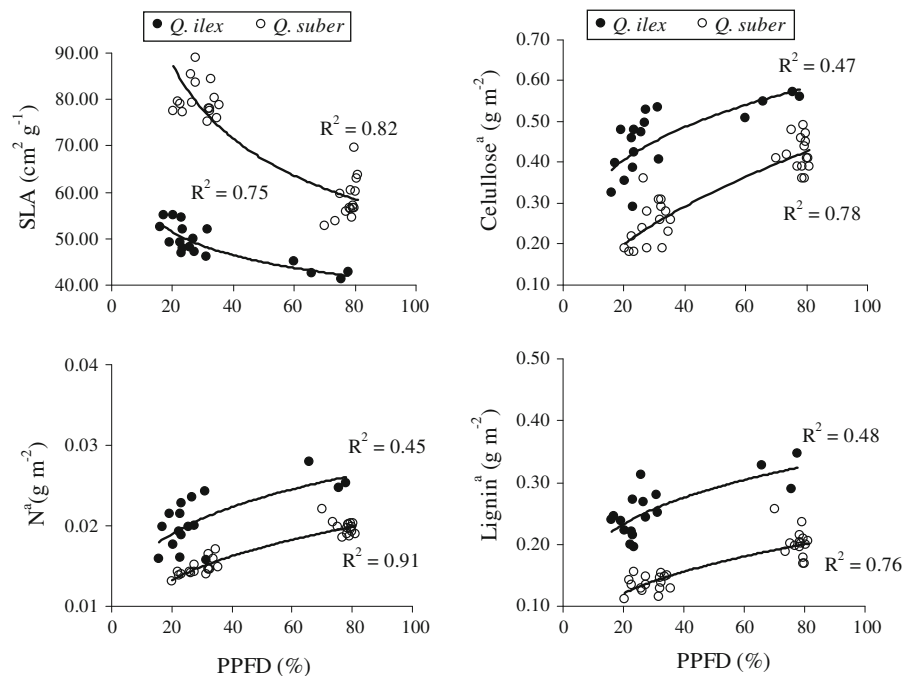 ● Q. ilex ○ Q. suber
90.00
80.00
70.00
60.00
50.00
40.00
SLA (cm² g⁻¹)
R² = 0.82
R² = 0.75
0 20 40 60 80 100
● Q. ilex ○ Q. suber
0.70
0.60
0.50
0.40
0.30
0.20
0.10
Celulloseᵃ (g m⁻²)
R² = 0.47
R² = 0.78
0 20 40 60 80 100
0.04
0.03
0.02
0.01
Nᵃ(g m⁻²)
R² = 0.45
R² = 0.91
0 20 40 60 80 100
PPFD (%)
0.50
0.40
0.30
0.20
0.10
Ligninᵃ (g m⁻²)
R² = 0.48
R² = 0.76
0 20 40 60 80 100
PPFD (%)